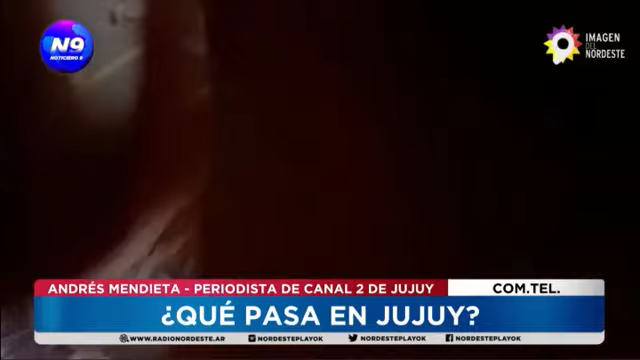 N9
NOTICIERO 9
IMAGEN
DEL
NORDESTE
ANDRÉS MENDIETA - PERIODISTA DE CANAL 2 DE JUJUY
COM.TEL.
¿QUÉ PASA EN JUJUY?
WWW.RADIONORDESTE.AR
NORDESTEPLAYOK
NORDESTEPLAYOK
NORDESTEPLAYOK